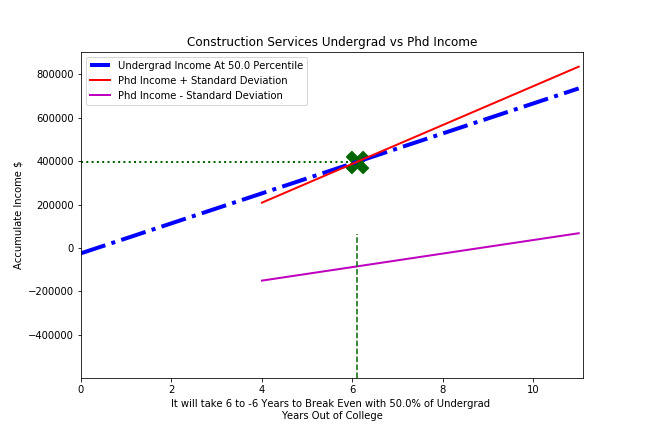 Construction Services Undergrad vs Phd Income
Undergrad Income At 50.0 Percentile
Phd Income + Standard Deviation
Phd Income - Standard Deviation
Accumulate Income $
800000
600000
400000
200000
0
−200000
−400000
0 2 4 6 8 10
It will take 6 to -6 Years to Break Even with 50.0% of Undergrad
Years Out of College